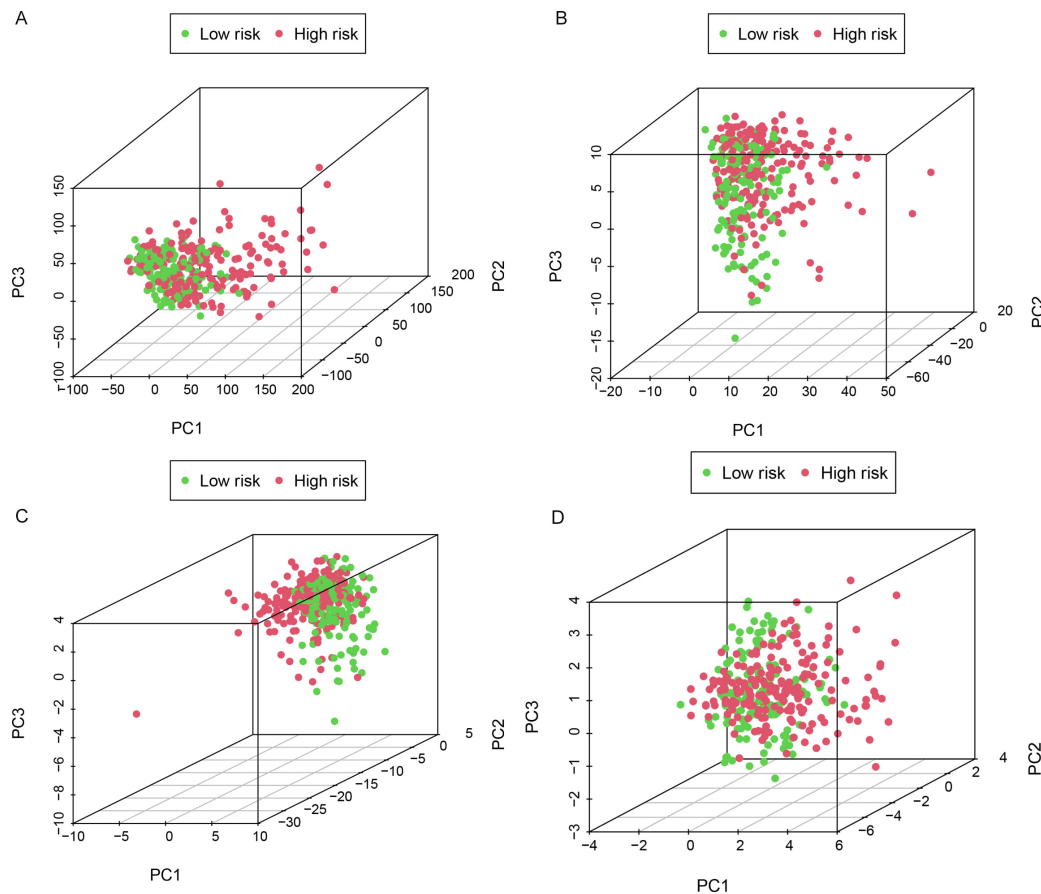 A
Low risk High risk
PC3
150
100
50
0
−50
−100
−100 −50 0 50 100 150 200
PC1
−100
−50
0
50
100
150
200
PC2
B
Low risk High risk
PC3
10
5
0
−5
−10
−15
−20
−20 −10 0 10 20 30 40 50
PC1
−60
−40
−20
0
20
PC2
C
Low risk High risk
PC3
4
2
0
−2
−4
−6
−8
−10
−10 −5 0 5 10
PC1
−30
−25
−20
−15
−10
−5
0
5
PC2
D
Low risk High risk
PC3
4
3
2
1
0
−1
−2
−3
−4 −2 0 2 4 6
PC1
−6
−4
−2
0
2
4
PC2